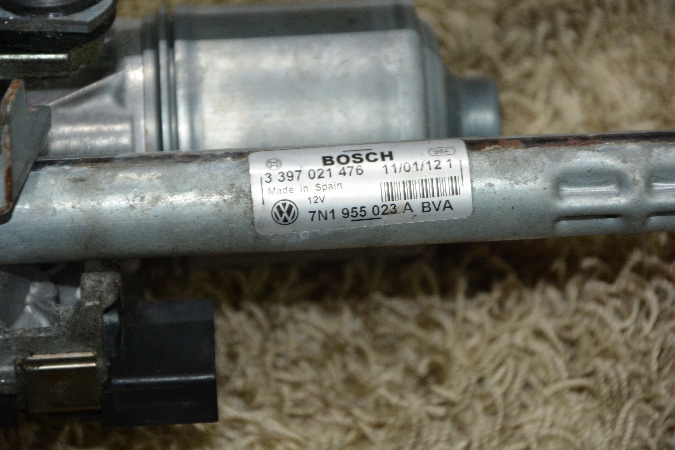 BOSCH
3 397 021 476 11/01/12 1
Made in Spain
12V
7N1 955 023 A BVA